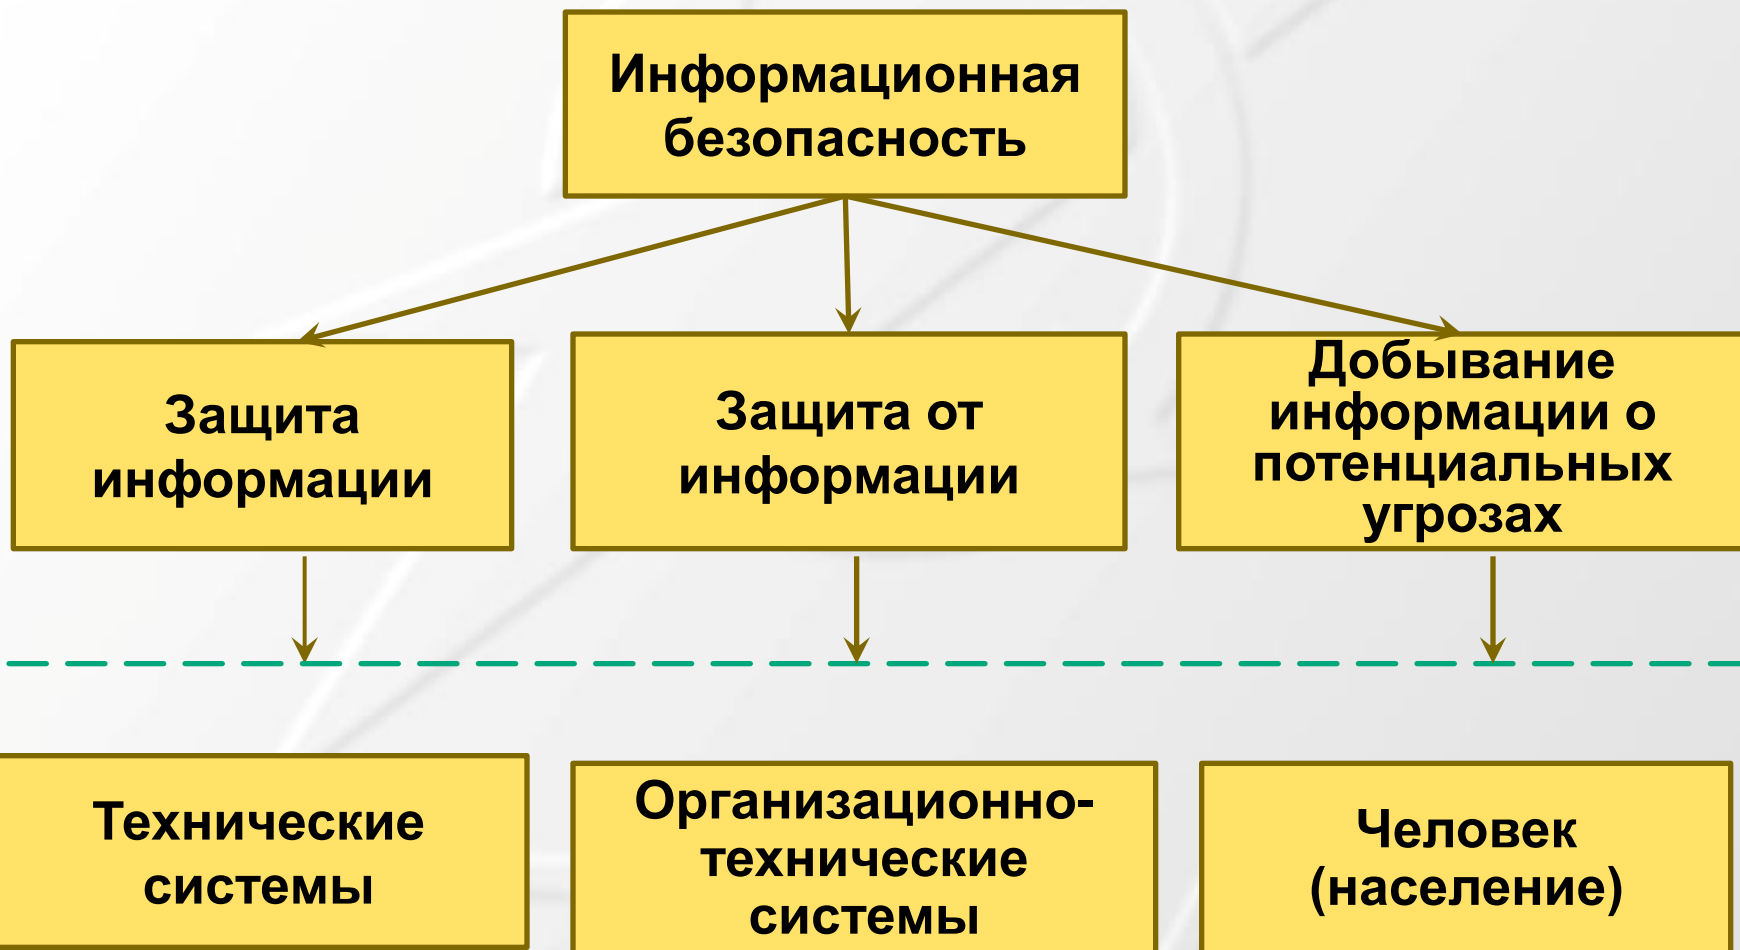 Информационная
безопасность
Защита
информации
Защита от
информации
Добывание
информации о
потенциальных
угрозах
Технические
системы
Организационно-
технические
системы
Человек
(население)